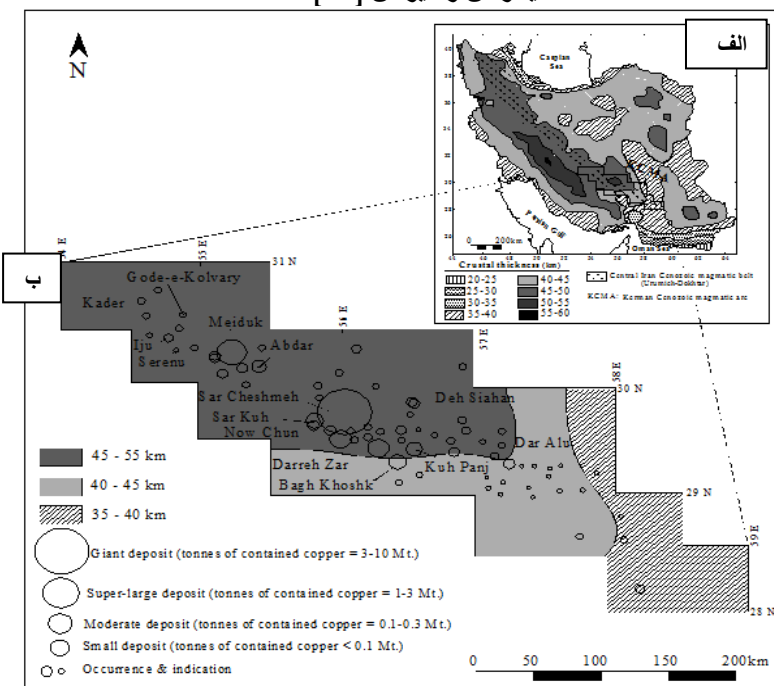 الف
N
Caspian Sea
KCMA
Persian Gulf
Oman Sea
0 200km
Crustal thickness (km)
20-25
25-30
30-35
35-40
40-45
45-50
50-55
55-60
Central Iran Cenozoic magmatic belt
(Urumieh-Dokhtar)
KCMA: Kerman Cenozoic magmatic arc
ب
54 E
55 E
31 N
Gode-e-Kolvary
Kader
Meiduk
56 E
57 E
Iju
Serenu
Abdar
58 E
30 N
Sar Cheshmeh
Deh Siahan
Sar Kuh
Now Chun
Dar Alu
45 - 55 km
Darreh Zar
Kuh Panj
Bagh Khoshk
40 - 45 km
29 N
35 - 40 km
59 E
Giant deposit (tonnes of contained copper = 3-10 Mt.)
Super-large deposit (tonnes of contained copper = 1-3 Mt.)
28 N
Moderate deposit (tonnes of contained copper = 0.1-0.3 Mt.)
Small deposit (tonnes of contained copper < 0.1 Mt.)
Occurrence & indication
0 50 100 150 200km